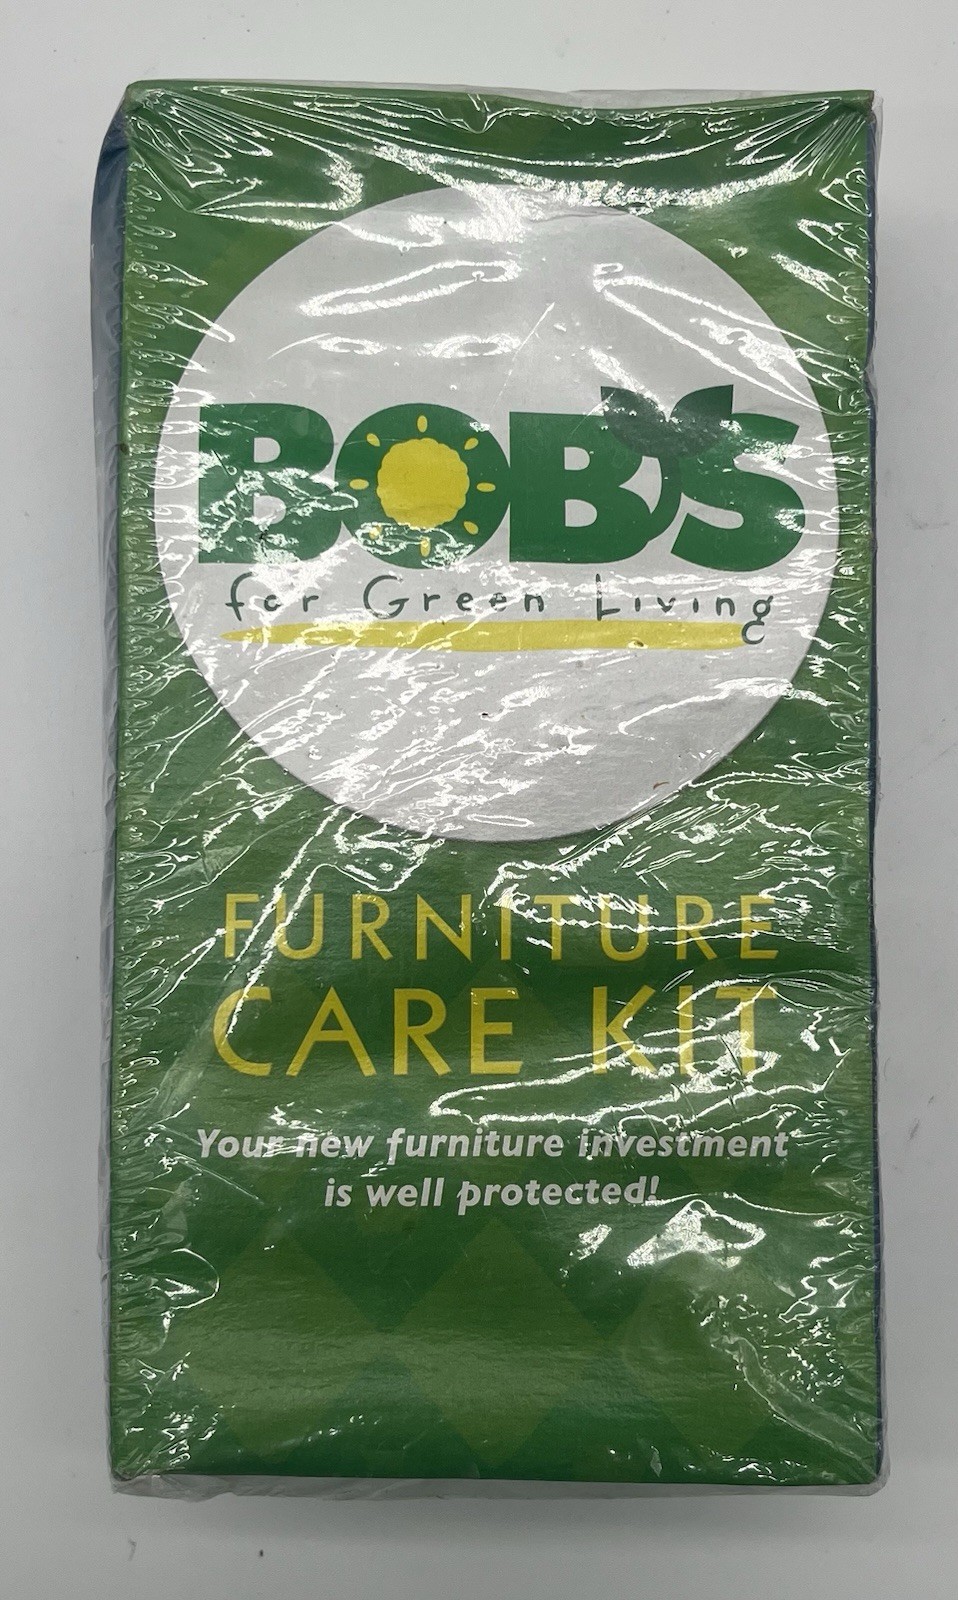 BOB'S
for Green Living
FURNITURE
CARE KIT
Your new furniture investment
is well protected!